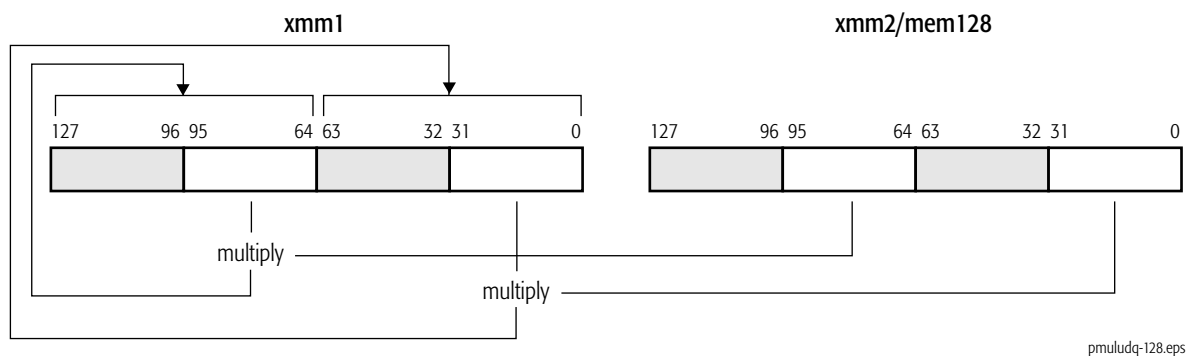 xmm1 xmm2/mem128
127 96 95 64 63 32 31 0 127 96 95 64 63 32 31 0
multiply
multiply
pmuludq-128.eps